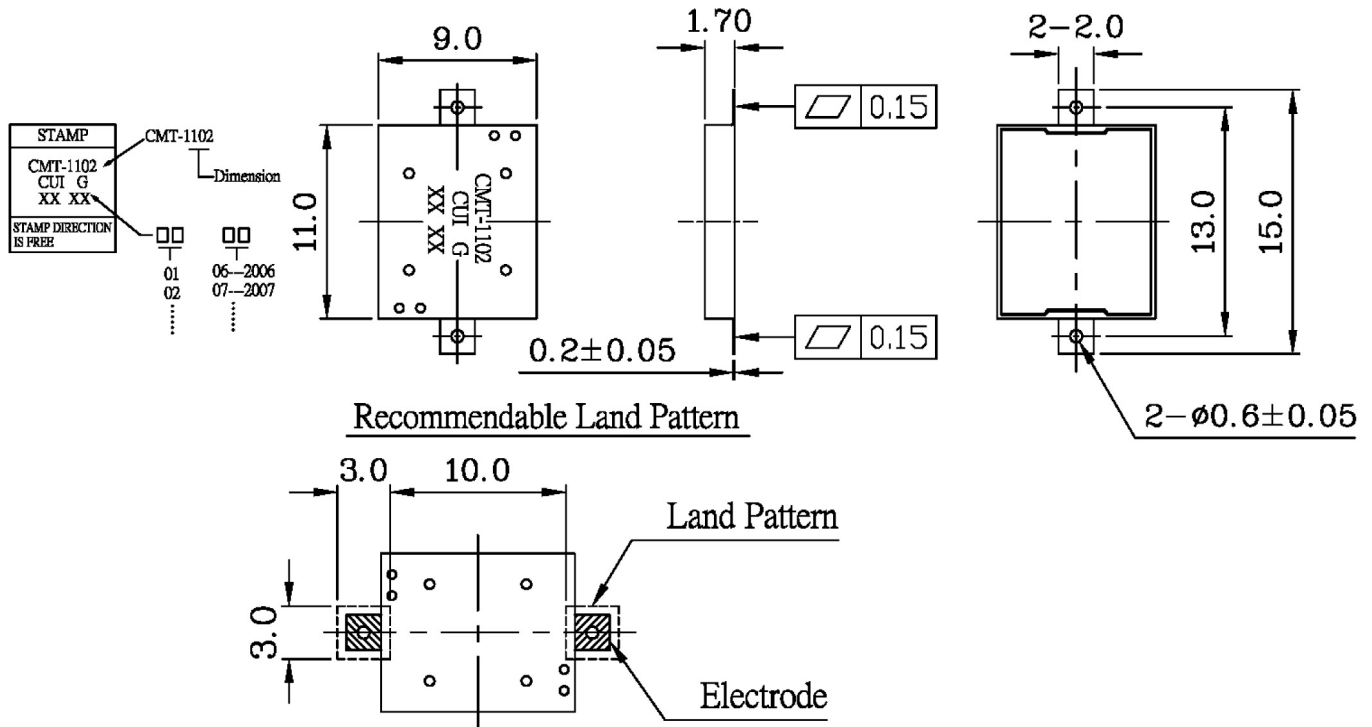 1.70
9.0
2-2.0
0.15
STAMP
CMT-1102
CUI G
XX XX
STAMP DIRECTION
IS FREE
CMT-1102
Dimension
□□ □□
01 06---2006
02 07---2007
11.0
CMT-1102
CUI G
XX XX
13.0
15.0
0.15
0.2±0.05
2-ø0.6±0.05
Recommendable Land Pattern
3.0 10.0
Land Pattern
3.0
Electrode